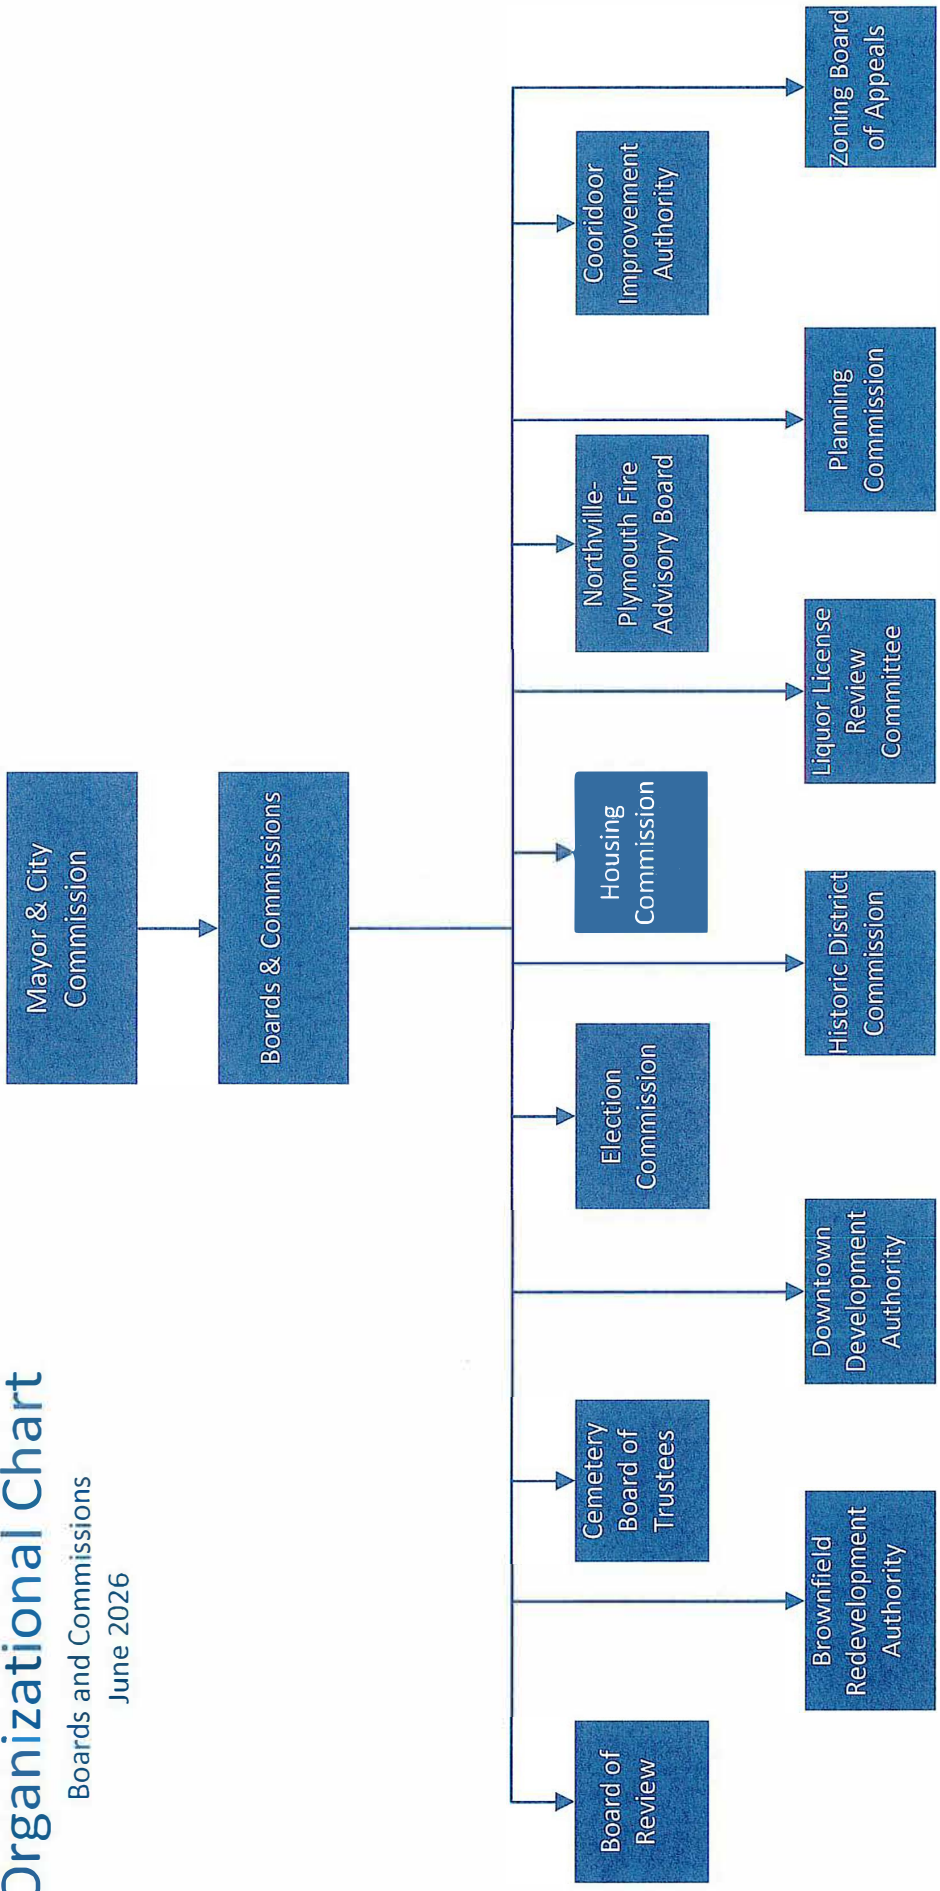 Organizational Chart
Boards and Commissions
June 2026
Mayor & City
Commission
Boards & Commissions
Board of
Review
Cemetery
Board of
Trustees
Election
Commission
Housing
Commission
Northville-
Plymouth Fire
Advisory Board
Cooridoor
Improvement
Authority
Brownfield
Redevelopment
Authority
Downtown
Development
Authority
Historic District
Commission
Liquor License
Review
Committee
Planning
Commission
Zoning Board
of Appeals